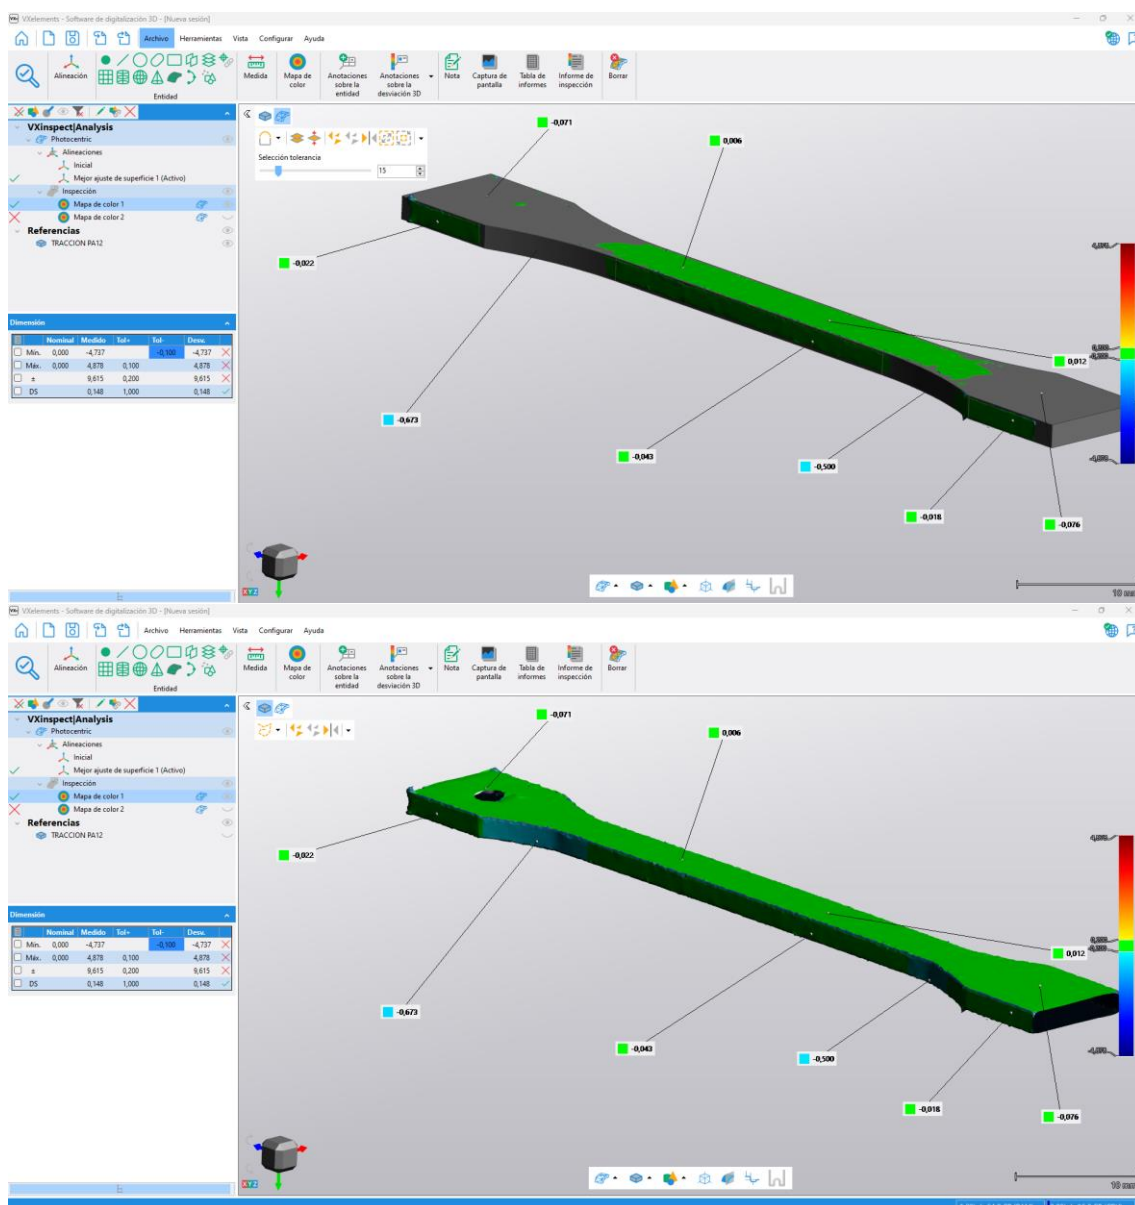 VXelements - Software de digitalización 3D - [Nueva sesión]
Archivo Herramientas Vista Configurar Ayuda
Alineación
Entidad
Medida
Mapa de color
Anotaciones sobre la entidad
Anotaciones sobre la desviación 3D
Nota
Captura de pantalla
Tabla de informes
Informe de inspección
Borrar
VXinspect|Analysis
Photocentric
Alineaciones
Inicial
Mejor ajuste de superficie 1 (Activo)
Inspección
Mapa de color 1
Mapa de color 2
Referencias
TRACCION PA12
Dimensión
Nominal Medido Tol+ Tol- Desv.
Mín. 0,000 -4,737 -0,100 -4,737
Máx. 0,000 4,878 0,100 4,878
± 9,615 0,200 9,615
DS 0,148 1,000 0,148
Selección tolerancia
15
-0,071
0,006
-0,022
0,012
-0,673
-0,043
-0,500
-0,018
-0,076
XYZ
10 mm
VXelements - Software de digitalización 3D - [Nueva sesión]
Archivo Herramientas Vista Configurar Ayuda
Alineación
Entidad
Medida
Mapa de color
Anotaciones sobre la entidad
Anotaciones sobre la desviación 3D
Nota
Captura de pantalla
Tabla de informes
Informe de inspección
Borrar
VXinspect|Analysis
Photocentric
Alineaciones
Inicial
Mejor ajuste de superficie 1 (Activo)
Inspección
Mapa de color 1
Mapa de color 2
Referencias
TRACCION PA12
Dimensión
Nominal Medido Tol+ Tol- Desv.
Mín. 0,000 -4,737 -0,100 -4,737
Máx. 0,000 4,878 0,100 4,878
± 9,615 0,200 9,615
DS 0,148 1,000 0,148
-0,071
0,006
-0,022
0,012
-0,673
-0,043
-0,500
-0,018
-0,076
XYZ
10 mm